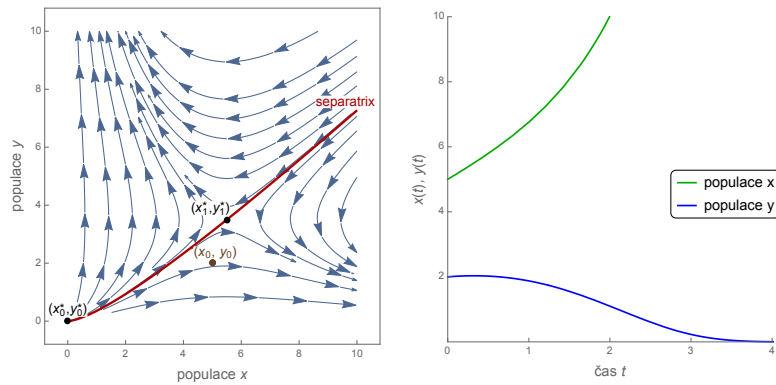 10
8
6
4
2
0
populace y
separatrix
(x₁*,y₁*)
(x₀, y₀)
(x₀*,y₀*)
0
2
4
6
8
10
populace x
10
8
6
4
2
x(t), y(t)
populace x
populace y
0
1
2
3
4
čas t